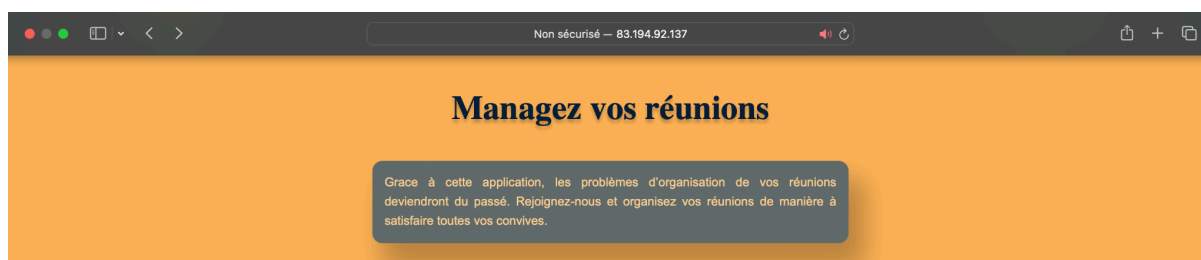 Non sécurisé — 83.194.92.137
Managez vos réunions
Grace à cette application, les problèmes d'organisation de vos réunions
deviendront du passé. Rejoignez-nous et organisez vos réunions de manière à
satisfaire toutes vos convives.